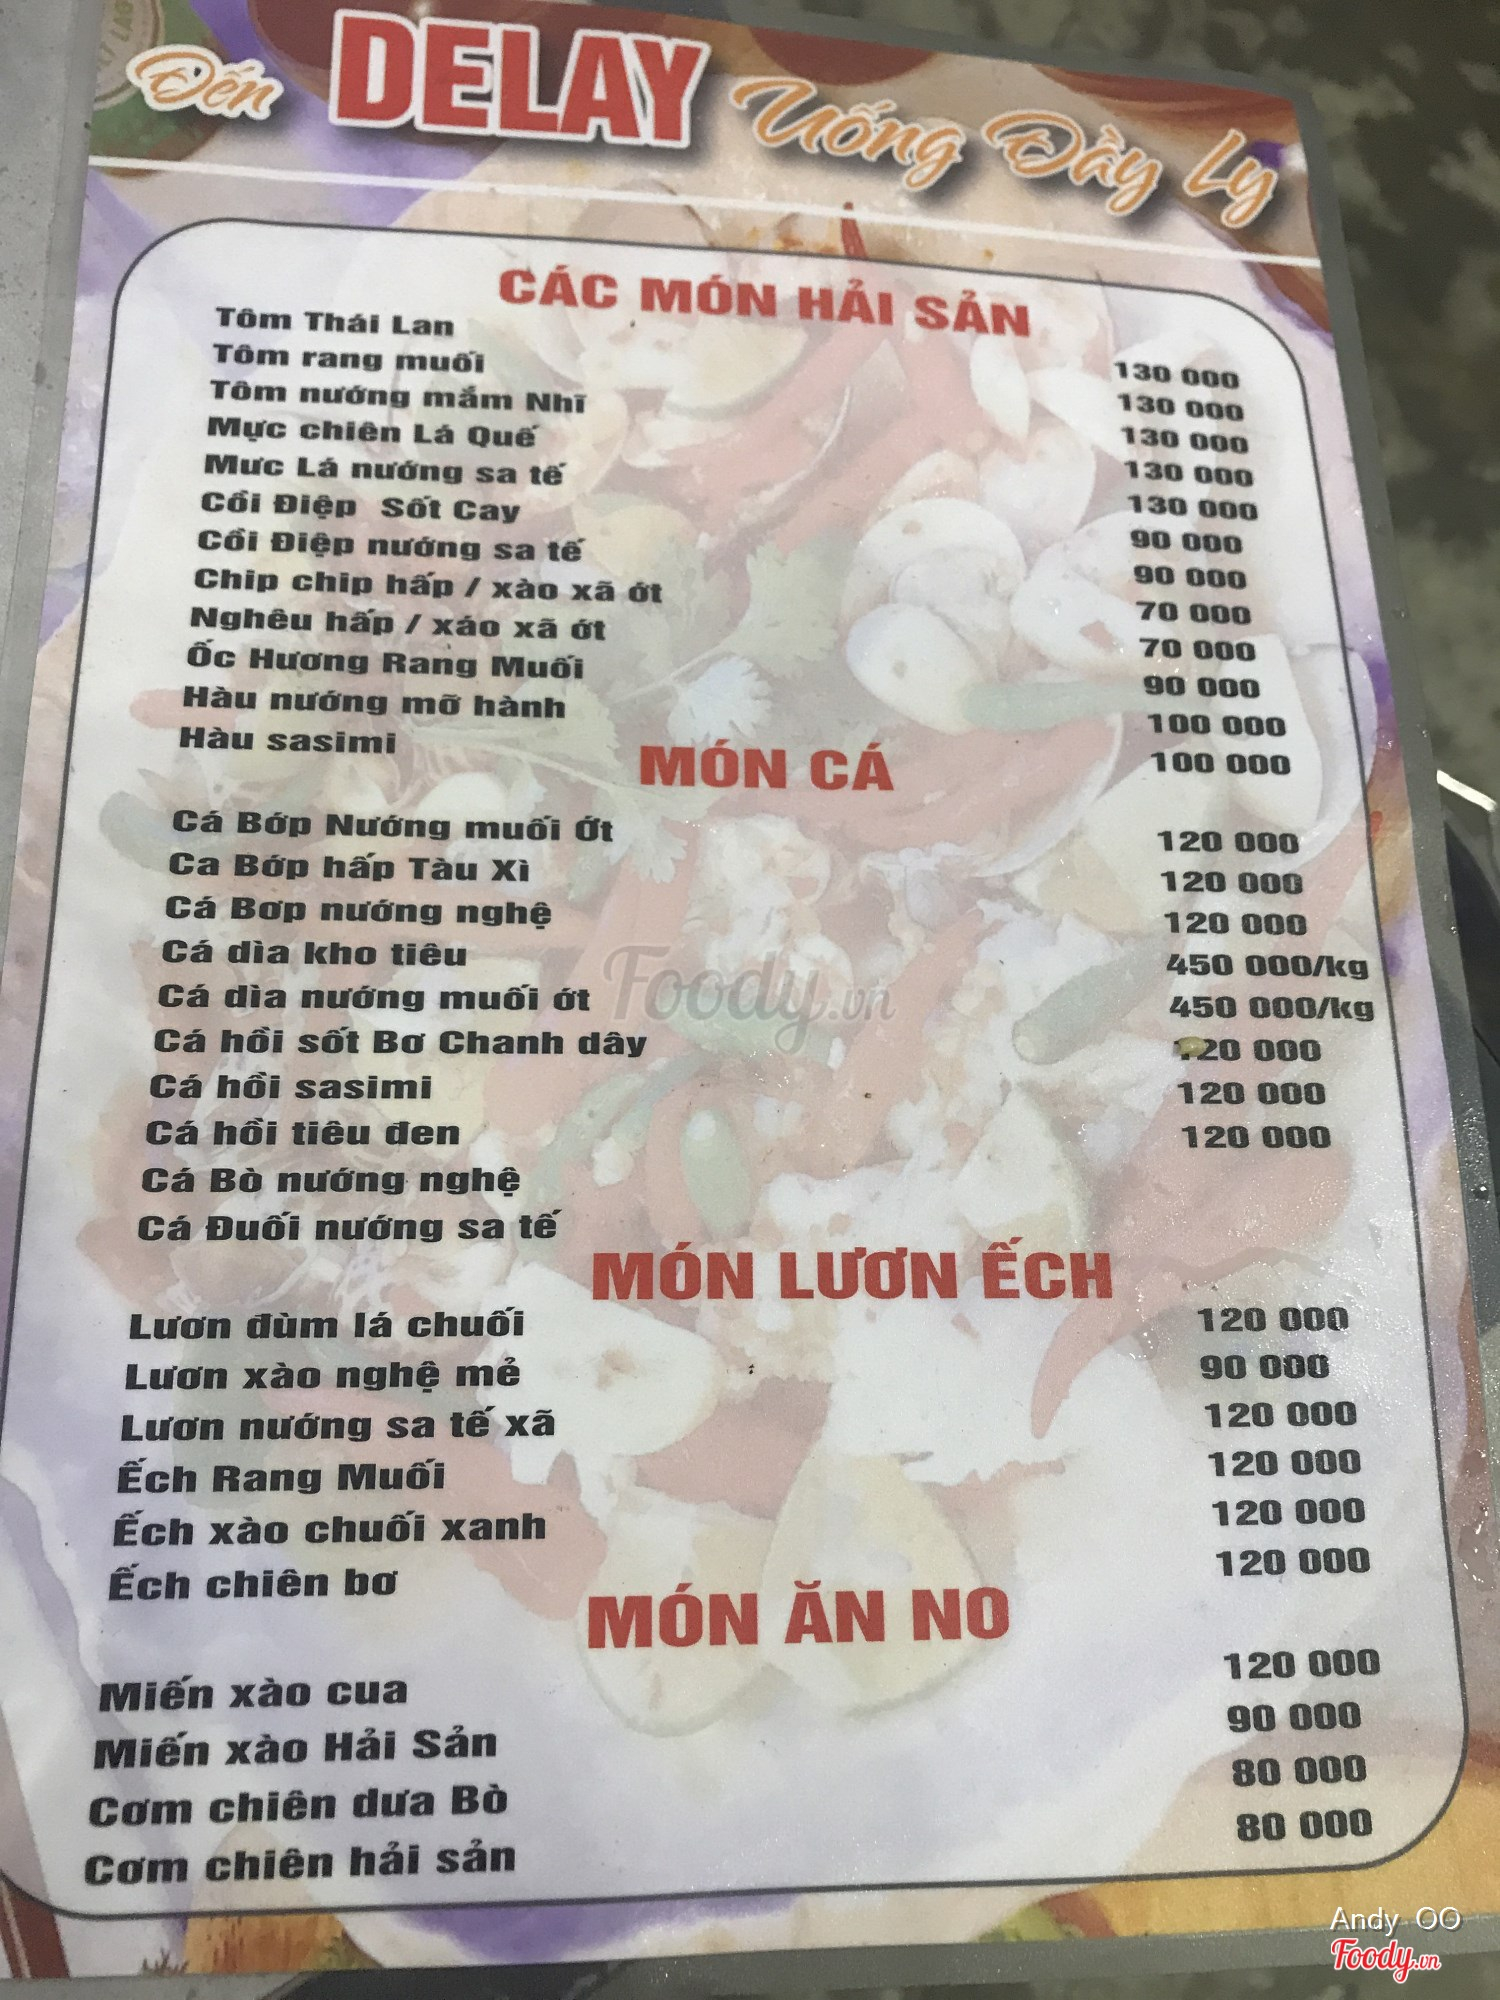 Đến DELAY Uống Đầy Ly
CÁC MÓN HẢI SẢN
Tôm Thái Lan 130 000
Tôm rang muối 130 000
Tôm nướng mắm Nhĩ 130 000
Mực chiên Lá Quế 130 000
Mưc Lá nướng sa tế 130 000
Cồi Điệp Sốt Cay 90 000
Cồi Điệp nướng sa tế 90 000
Chip chip hấp / xào xã ớt 70 000
Nghêu hấp / xáo xã ớt 70 000
Ốc Hương Rang Muối 90 000
Hàu nướng mỡ hành 100 000
Hàu sasimi 100 000
MÓN CÁ
Cá Bớp Nướng muối Ớt 120 000
Ca Bớp hấp Tàu Xì 120 000
Cá Bơp nướng nghệ 120 000
Cá dìa kho tiêu 450 000/kg
Cá dìa nướng muối ớt 450 000/kg
Cá hồi sốt Bơ Chanh dây 120 000
Cá hồi sasimi 120 000
Cá hồi tiêu đen 120 000
Cá Bò nướng nghệ
Cá Đuối nướng sa tế
MÓN LƯƠN ẾCH
Lươn đùm lá chuối 120 000
Lươn xào nghệ mẻ 90 000
Lươn nướng sa tế xã 120 000
Ếch Rang Muối 120 000
Ếch xào chuối xanh 120 000
Ếch chiên bơ 120 000
MÓN ĂN NO
Miến xào cua 120 000
Miến xào Hải Sản 90 000
Cơm chiên dưa Bò 80 000
Cơm chiên hải sản 80 000
Foody.vn
Andy OO
Foody.vn